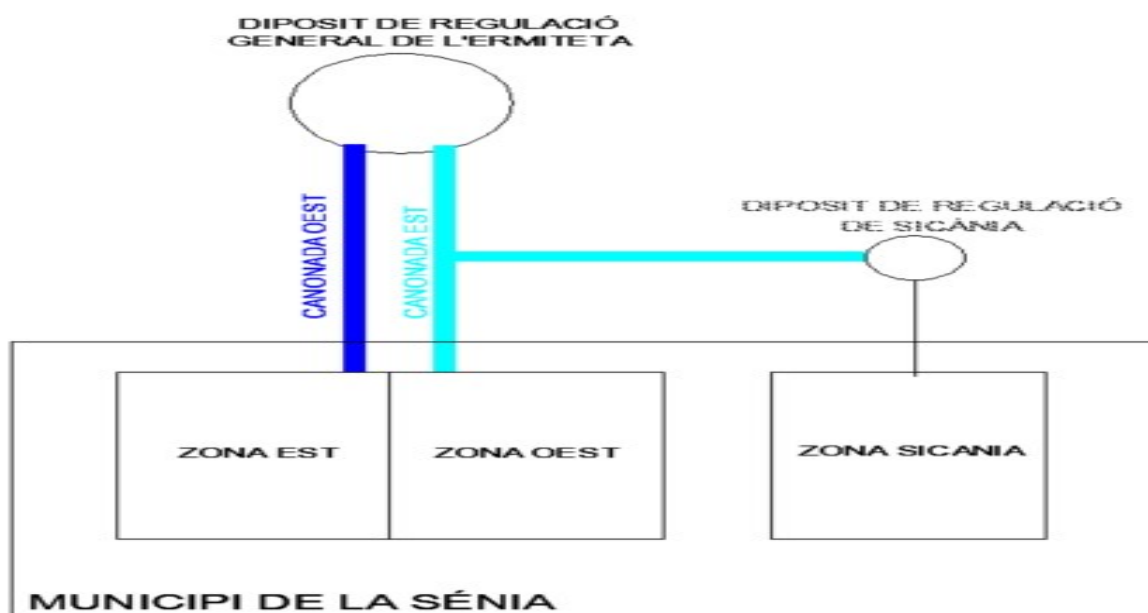 DIPOSIT DE REGULACIÓ
GENERAL DE L'ERMITETA
CANONADA OEST
CANONADA EST
DIPOSIT DE REGULACIÓ
DE SICÀNIA
ZONA EST
ZONA OEST
ZONA SICANIA
MUNICIPI DE LA SÉNIA